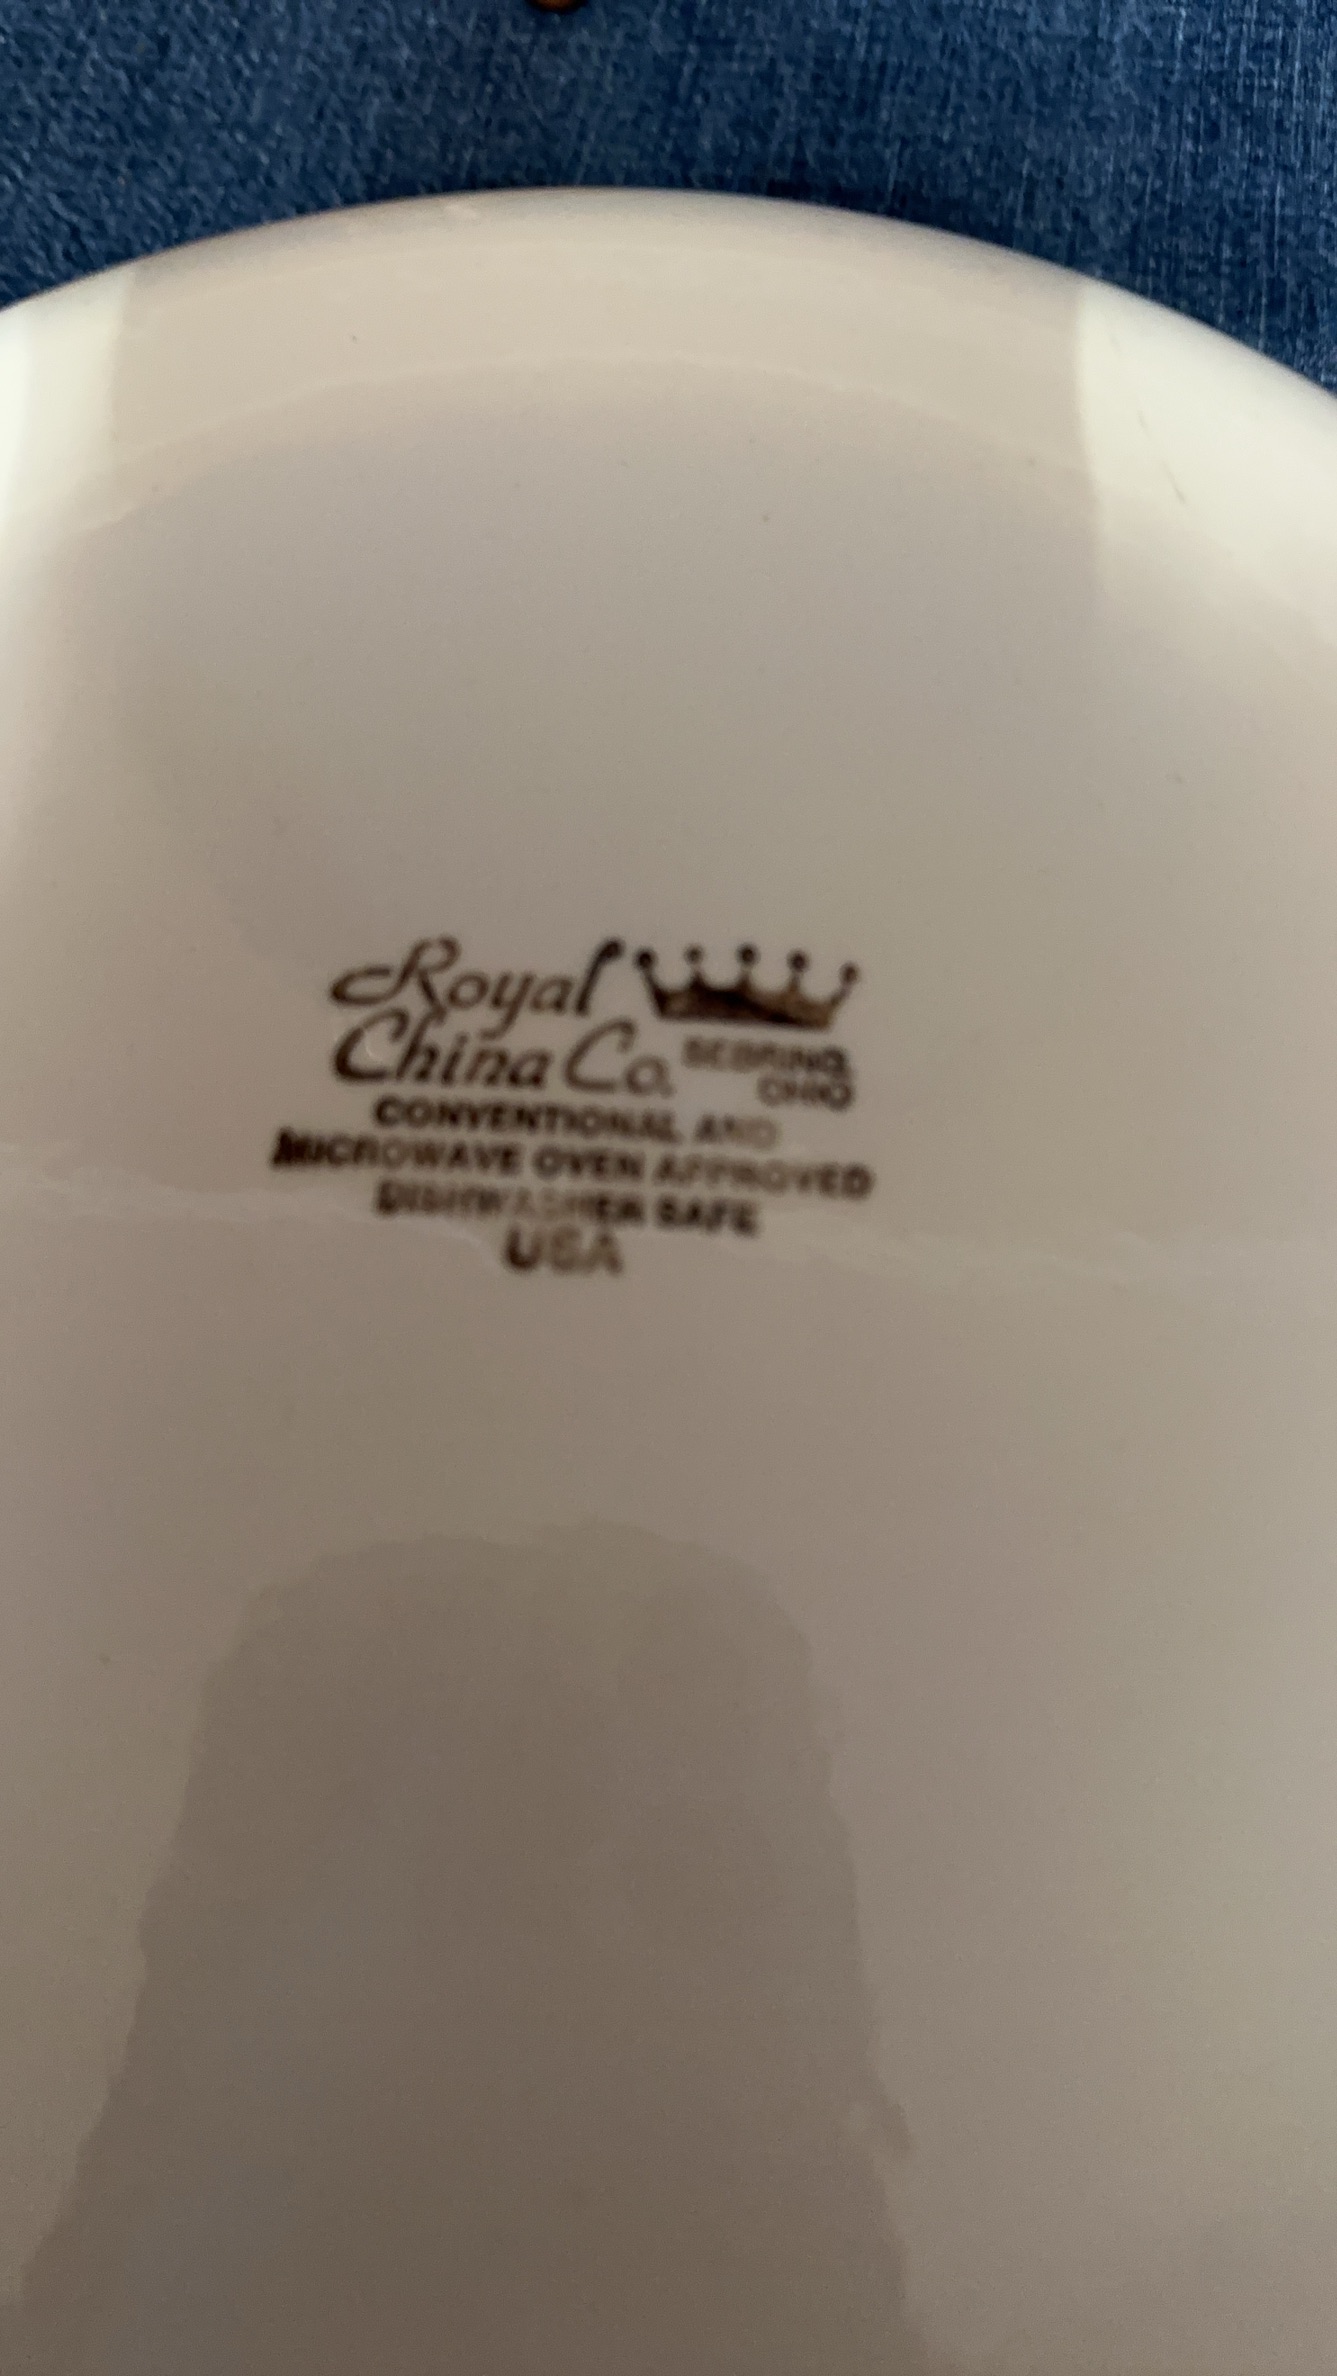 Royal
China Co. SEBRING, OHIO
CONVENTIONAL AND
MICROWAVE OVEN APPROVED
DISHWASHER SAFE
USA